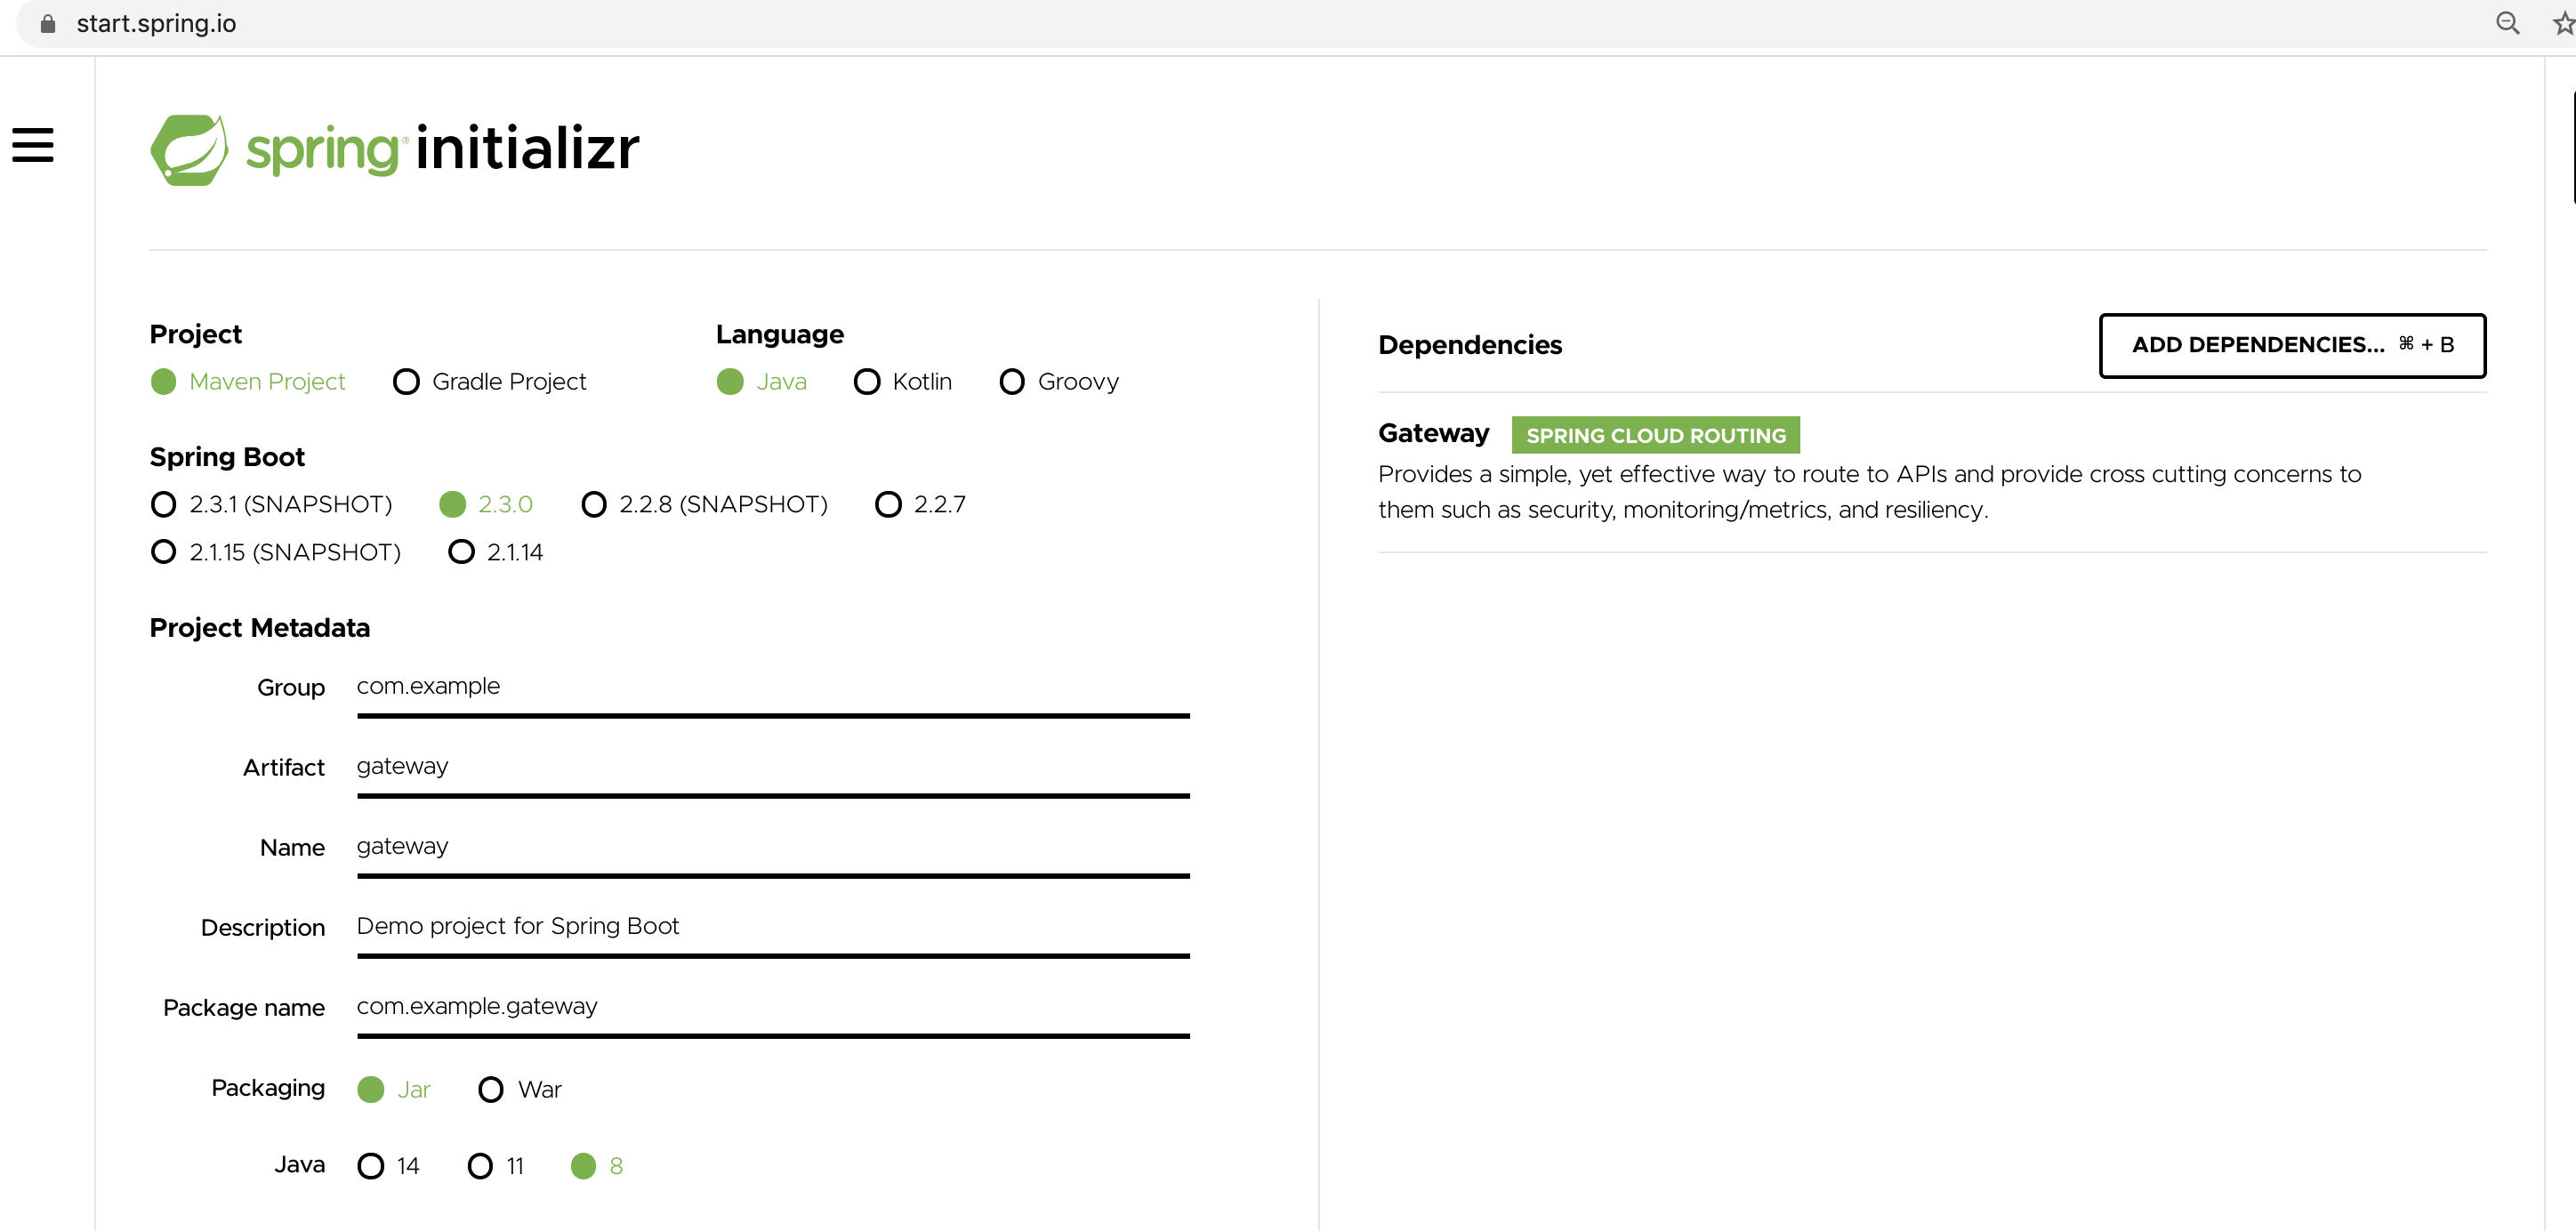 start.spring.io
spring® initializr
Project
Maven Project Gradle Project
Language
Java Kotlin Groovy
Spring Boot
2.3.1 (SNAPSHOT) 2.3.0 2.2.8 (SNAPSHOT) 2.2.7
2.1.15 (SNAPSHOT) 2.1.14
Project Metadata
Group com.example
Artifact gateway
Name gateway
Description Demo project for Spring Boot
Package name com.example.gateway
Packaging Jar War
Java 14 11 8
Dependencies
ADD DEPENDENCIES... ⌘ + B
Gateway SPRING CLOUD ROUTING
Provides a simple, yet effective way to route to APIs and provide cross cutting concerns to
them such as security, monitoring/metrics, and resiliency.